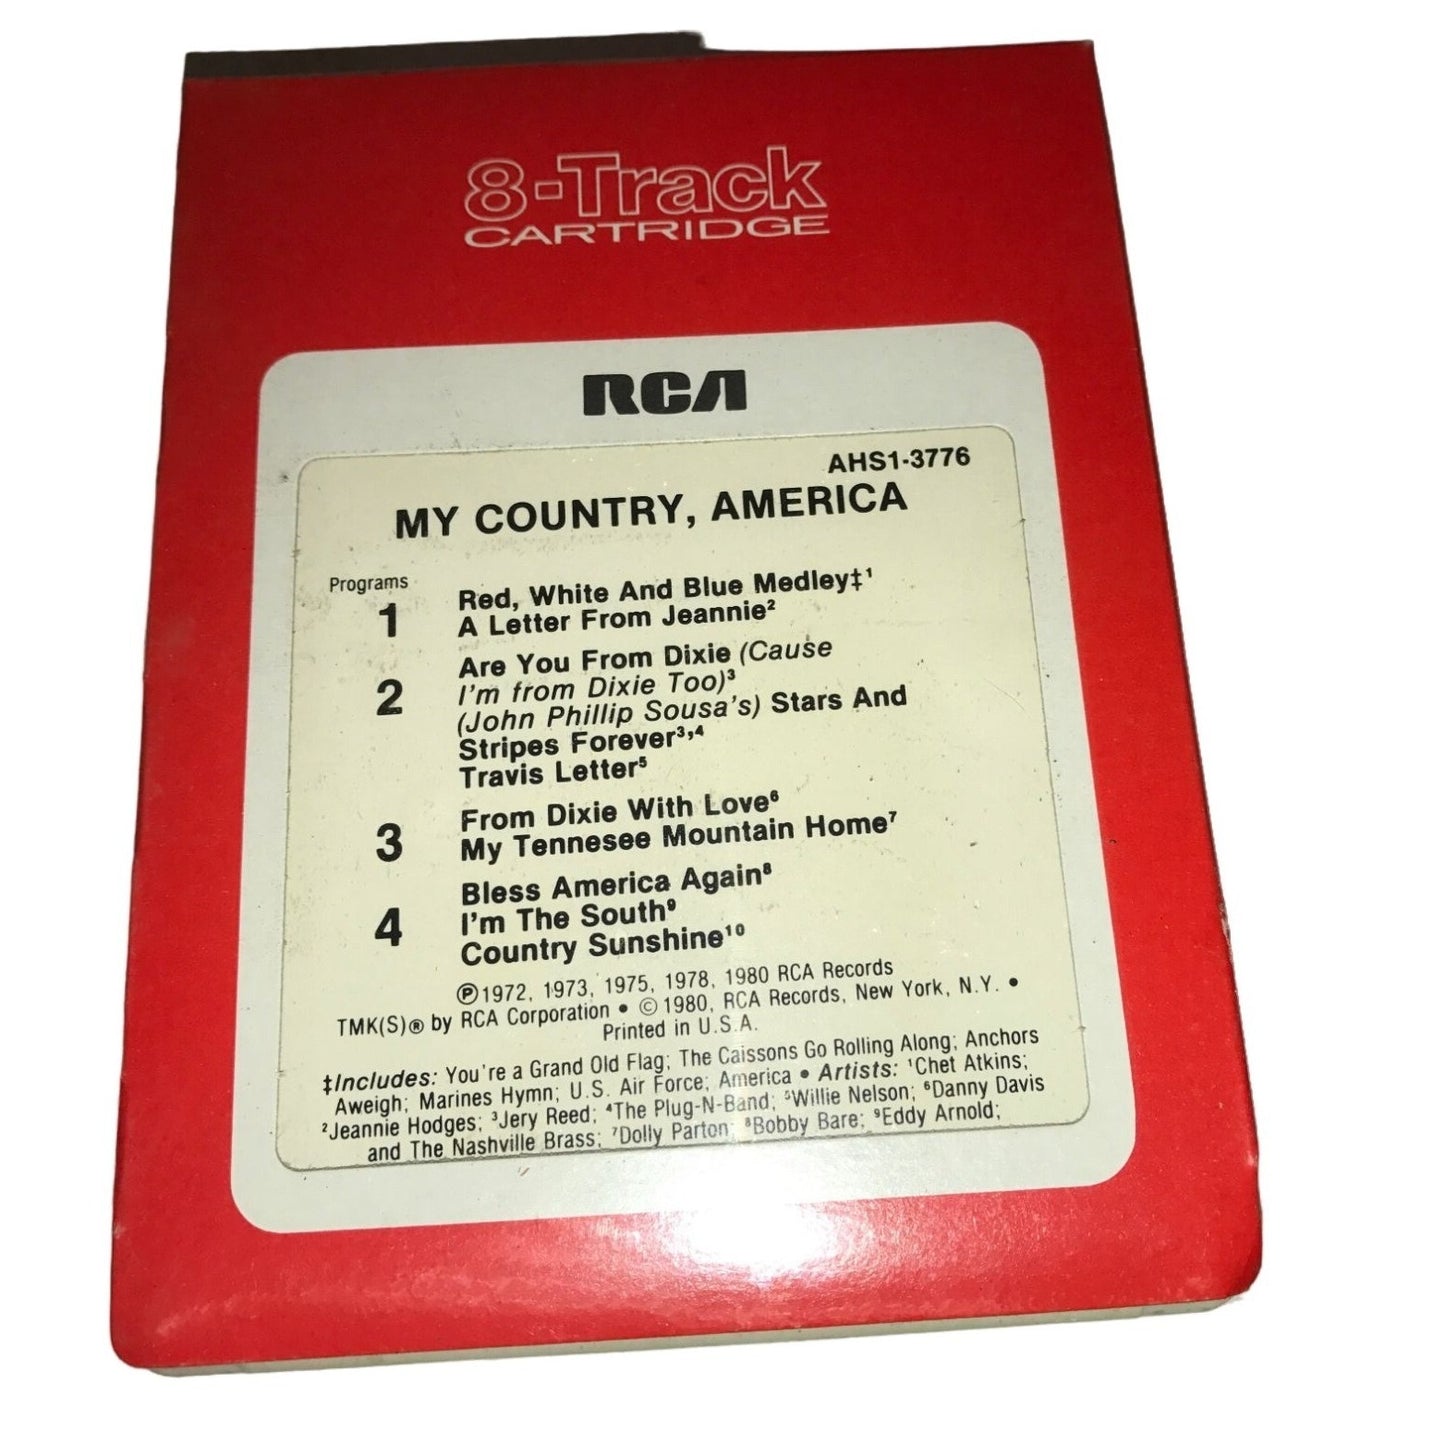 8-Track
CARTRIDGE
RCA
AHS1-3776
MY COUNTRY, AMERICA
Programs
1
Red, White And Blue Medley‡¹
A Letter From Jeannie²
2
Are You From Dixie (Cause
I'm from Dixie Too)³
(John Phillip Sousa's) Stars And
Stripes Forever³,⁴
Travis Letter⁵
3
From Dixie With Love⁶
My Tennesee Mountain Home⁷
4
Bless America Again⁸
I'm The South⁹
Country Sunshine¹⁰
℗1972, 1973, 1975, 1978, 1980 RCA Records
TMK(S)® by RCA Corporation • © 1980, RCA Records, New York, N.Y. •
Printed in U.S.A.
‡Includes: You're a Grand Old Flag; The Caissons Go Rolling Along; Anchors
Aweigh; Marines Hymn; U.S. Air Force; America • Artists: ¹Chet Atkins;
²Jeannie Hodges; ³Jery Reed; ⁴The Plug-N-Band; ⁵Willie Nelson; ⁶Danny Davis
and The Nashville Brass; ⁷Dolly Parton; ⁸Bobby Bare; ⁹Eddy Arnold;